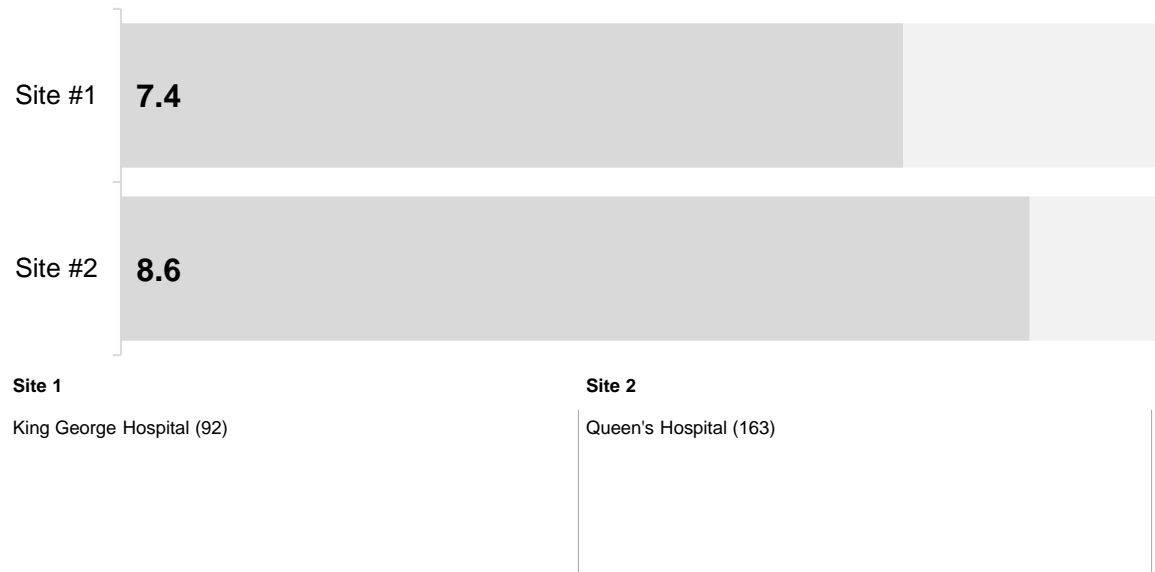 Site #1 7.4
Site #2 8.6
Site 1
King George Hospital (92)
Site 2
Queen's Hospital (163)